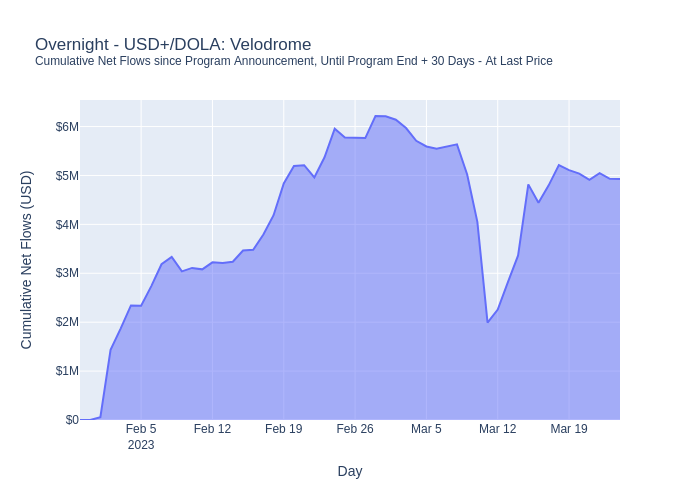 Overnight - USD+/DOLA: Velodrome
Cumulative Net Flows since Program Announcement, Until Program End + 30 Days - At Last Price
Cumulative Net Flows (USD)
$6M
$5M
$4M
$3M
$2M
$1M
$0
Feb 5
2023
Feb 12
Feb 19
Feb 26
Mar 5
Mar 12
Mar 19
Day